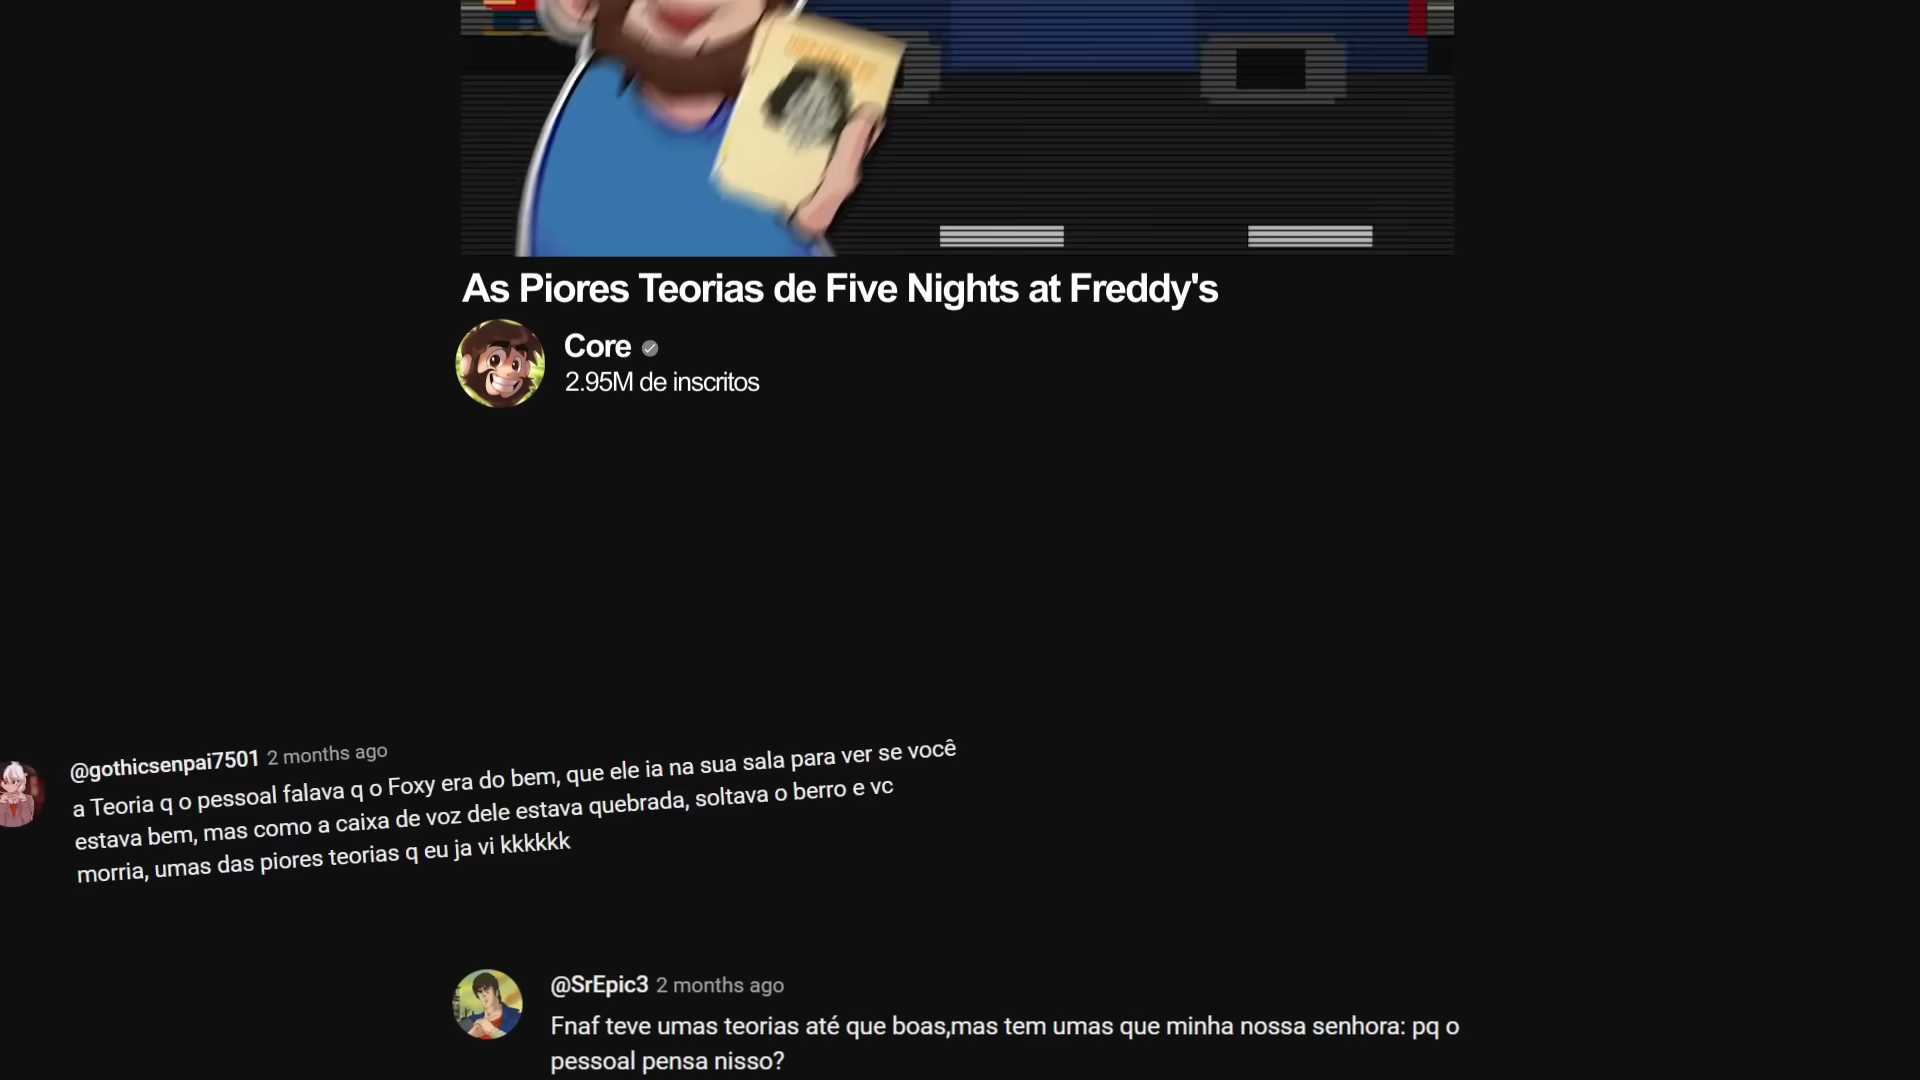 As Piores Teorias de Five Nights at Freddy's
Core
2.95M de inscritos
@gothicsenpai7501 2 months ago
a Teoria q o pessoal falava q o Foxy era do bem, que ele ia na sua sala para ver se você
estava bem, mas como a caixa de voz dele estava quebrada, soltava o berro e vc
morria, umas das piores teorias q eu ja vi kkkkkk
@SrEpic3 2 months ago
Fnaf teve umas teorias até que boas,mas tem umas que minha nossa senhora: pq o
pessoal pensa nisso?